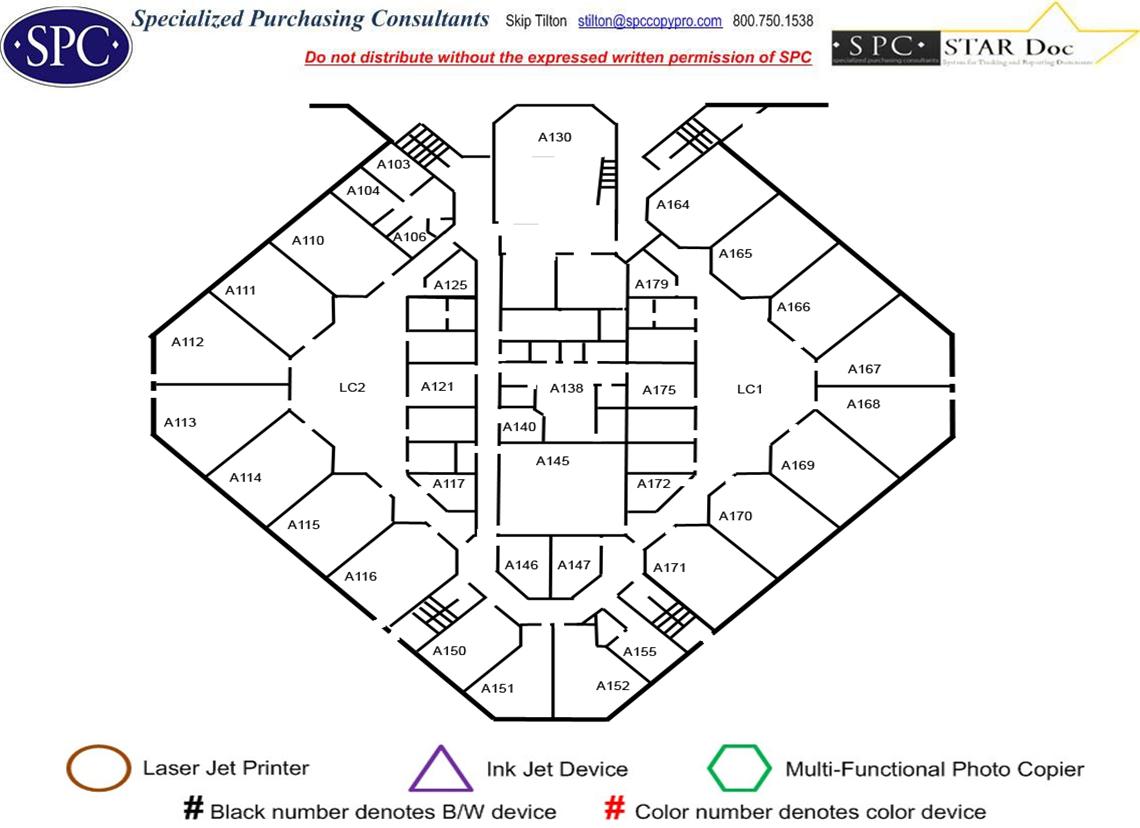 Specialized Purchasing Consultants Skip Tilton stilton@spccopypro.com 800.750.1538
·SPC·
Do not distribute without the expressed written permission of SPC
·SPC· STAR Doc
specialized purchasing consultants System for Tracking and Reporting Documents
A130
A103
A104
A164
A106
A110
A165
A125
A179
A111
A166
A112
A167
LC2
A121
A138
A175
LC1
A168
A113
A140
A145
A169
A114
A117
A172
A115
A170
A116
A146
A147
A171
A150
A155
A151
A152
Laser Jet Printer
Ink Jet Device
Multi-Functional Photo Copier
# Black number denotes B/W device
# Color number denotes color device